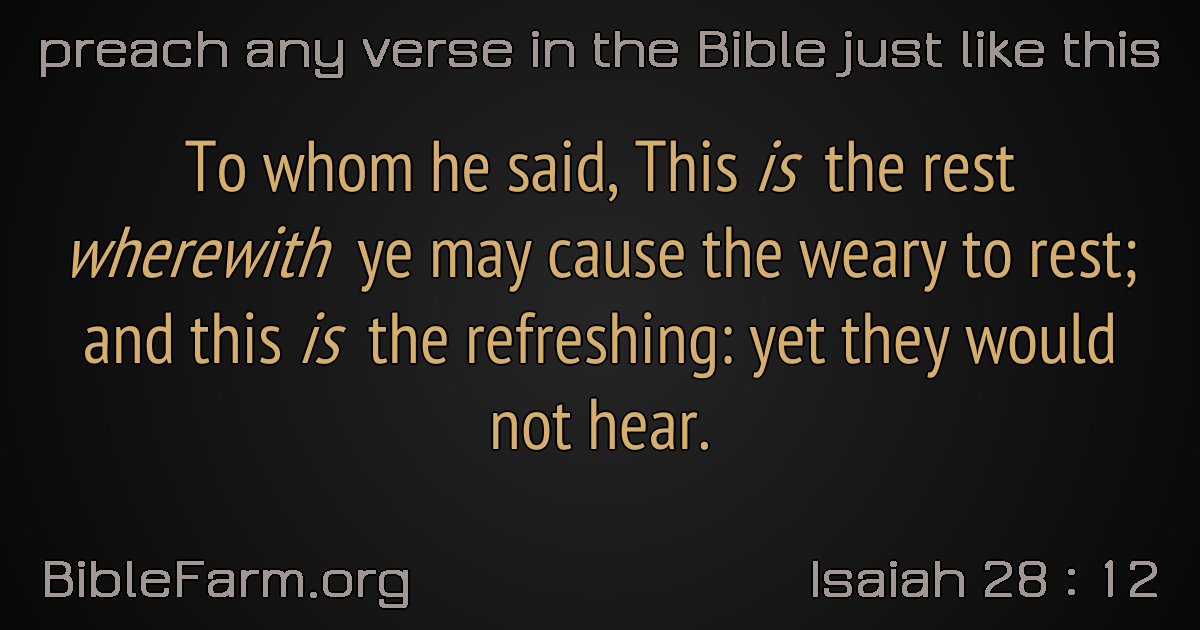 preach any verse in the Bible just like this
To whom he said, This is the rest
wherewith ye may cause the weary to rest;
and this is the refreshing: yet they would
not hear.
BibleFarm.org
Isaiah 28 : 12